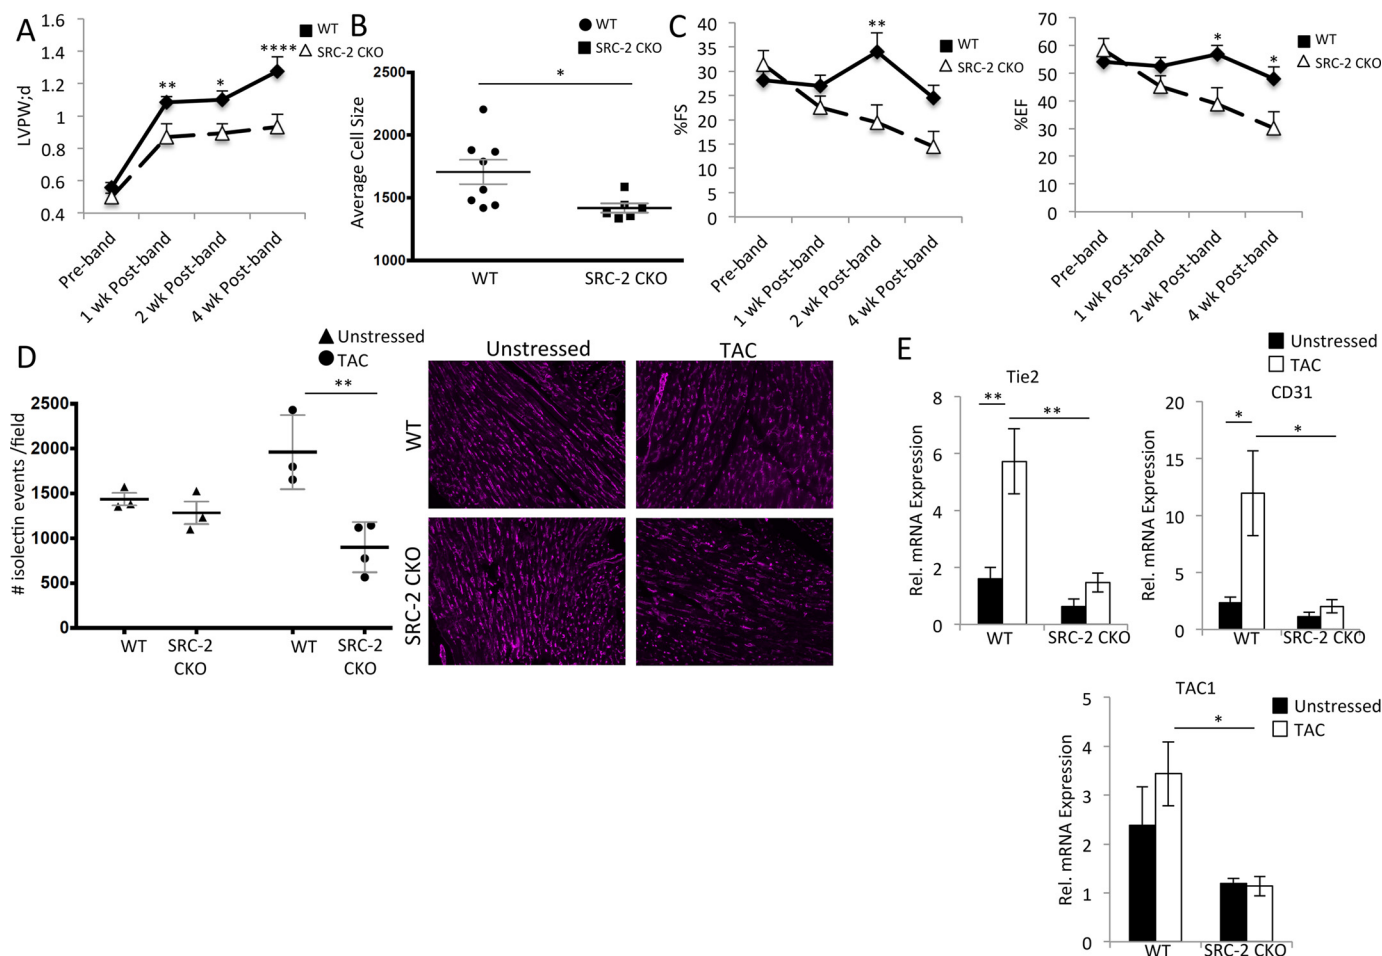 A
LVPW;d
1.6
1.4
1.2
1
0.8
0.6
0.4
**
*
****
WT
SRC-2 CKO
Pre-band
1 wk Post-band
2 wk Post-band
4 wk Post-band
B
WT
SRC-2 CKO
Average Cell Size
2500
2000
1500
1000
*
WT
SRC-2 CKO
C
%FS
40
35
30
25
20
15
10
5
0
**
WT
SRC-2 CKO
Pre-band
1 wk Post-band
2 wk Post-band
4 wk Post-band
%EF
70
60
50
40
30
20
10
0
*
*
WT
SRC-2 CKO
Pre-band
1 wk Post-band
2 wk Post-band
4 wk Post-band
D
Unstressed
TAC
# isolectin events /field
2500
2000
1500
1000
500
0
**
WT
SRC-2
CKO
WT
SRC-2
CKO
Unstressed
TAC
WT
SRC-2 CKO
E
Unstressed
TAC
Tie2
Rel. mRNA Expression
8
6
4
2
0
**
**
WT
SRC-2 CKO
CD31
Rel. mRNA Expression
20
15
10
5
0
*
*
WT
SRC-2 CKO
TAC1
Unstressed
TAC
Rel. mRNA Expression
5
4
3
2
1
0
*
WT
SRC-2 CKO